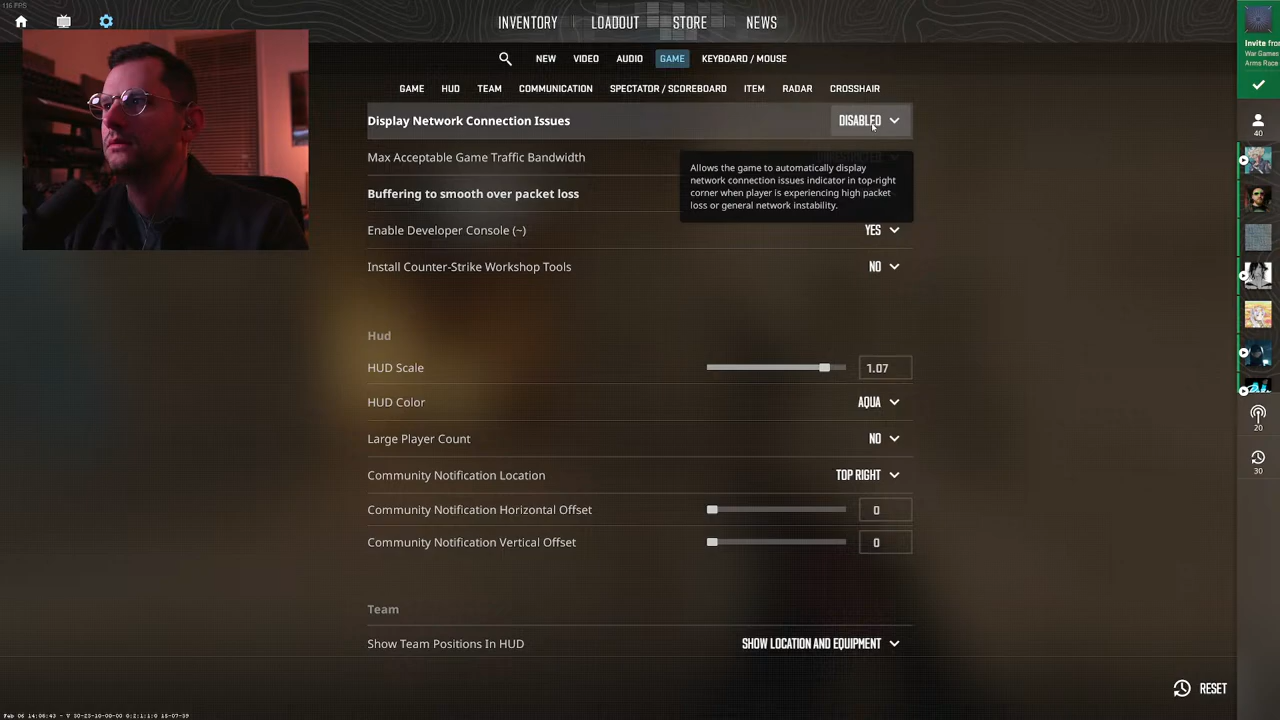 116 FPS
INVENTORY
LOADOUT
STORE
NEWS
NEW
VIDEO
AUDIO
GAME
KEYBOARD / MOUSE
GAME
HUD
TEAM
COMMUNICATION
SPECTATOR / SCOREBOARD
ITEM
RADAR
CROSSHAIR
Display Network Connection Issues
DISABLED
Max Acceptable Game Traffic Bandwidth
Allows the game to automatically display
network connection issues indicator in top-right
corner when player is experiencing high packet
loss or general network instability.
Buffering to smooth over packet loss
Enable Developer Console (~)
YES
Install Counter-Strike Workshop Tools
NO
Hud
HUD Scale
1.07
HUD Color
AQUA
Large Player Count
NO
Community Notification Location
TOP RIGHT
Community Notification Horizontal Offset
0
Community Notification Vertical Offset
0
Team
Show Team Positions In HUD
SHOW LOCATION AND EQUIPMENT
RESET
Invite fro
War Games
Arms Race
40
20
30